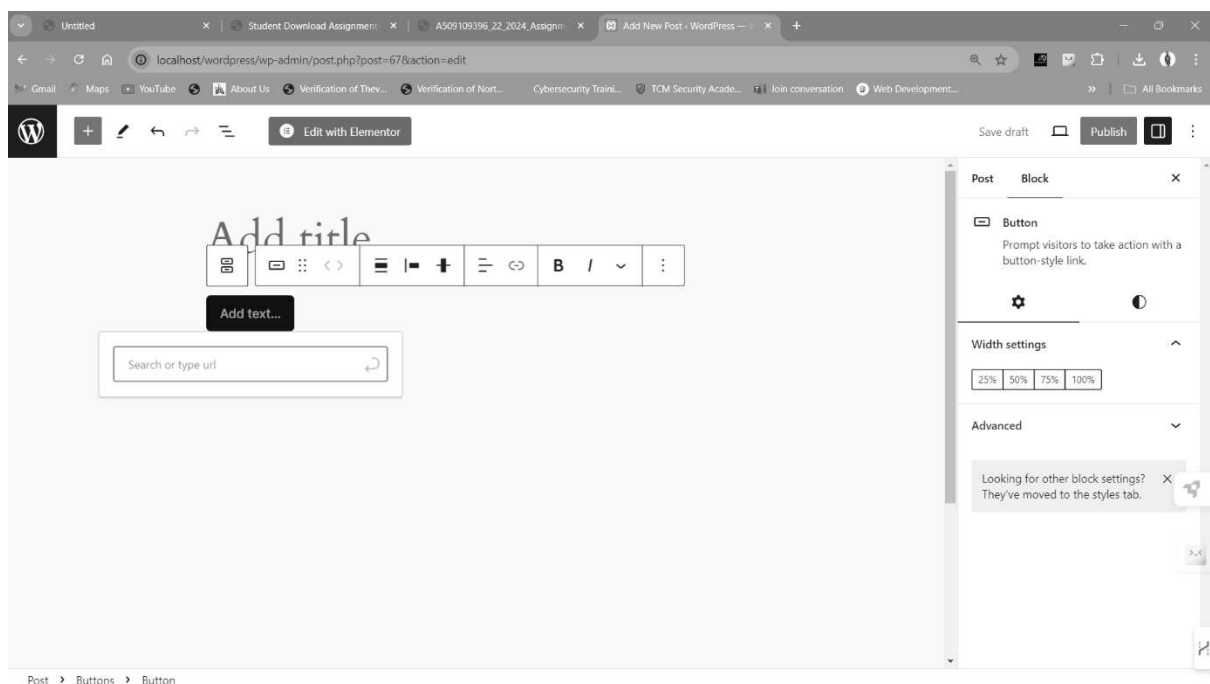 Untitled
Student Download Assignment
A509109396_22_2024_Assignm
Add New Post ‹ WordPress —
localhost/wordpress/wp-admin/post.php?post=67&action=edit
Gmail
Maps
YouTube
About Us
Verification of Thev...
Verification of Nort...
Cybersecurity Traini...
TCM Security Acade...
Join conversation
Web Development...
»
All Bookmarks
Edit with Elementor
Save draft
Publish
Post
Block
Add title
B I
Add text...
Search or type url
Button
Prompt visitors to take action with a
button-style link.
Width settings
25% 50% 75% 100%
Advanced
Looking for other block settings?
They've moved to the styles tab.
Post › Buttons › Button